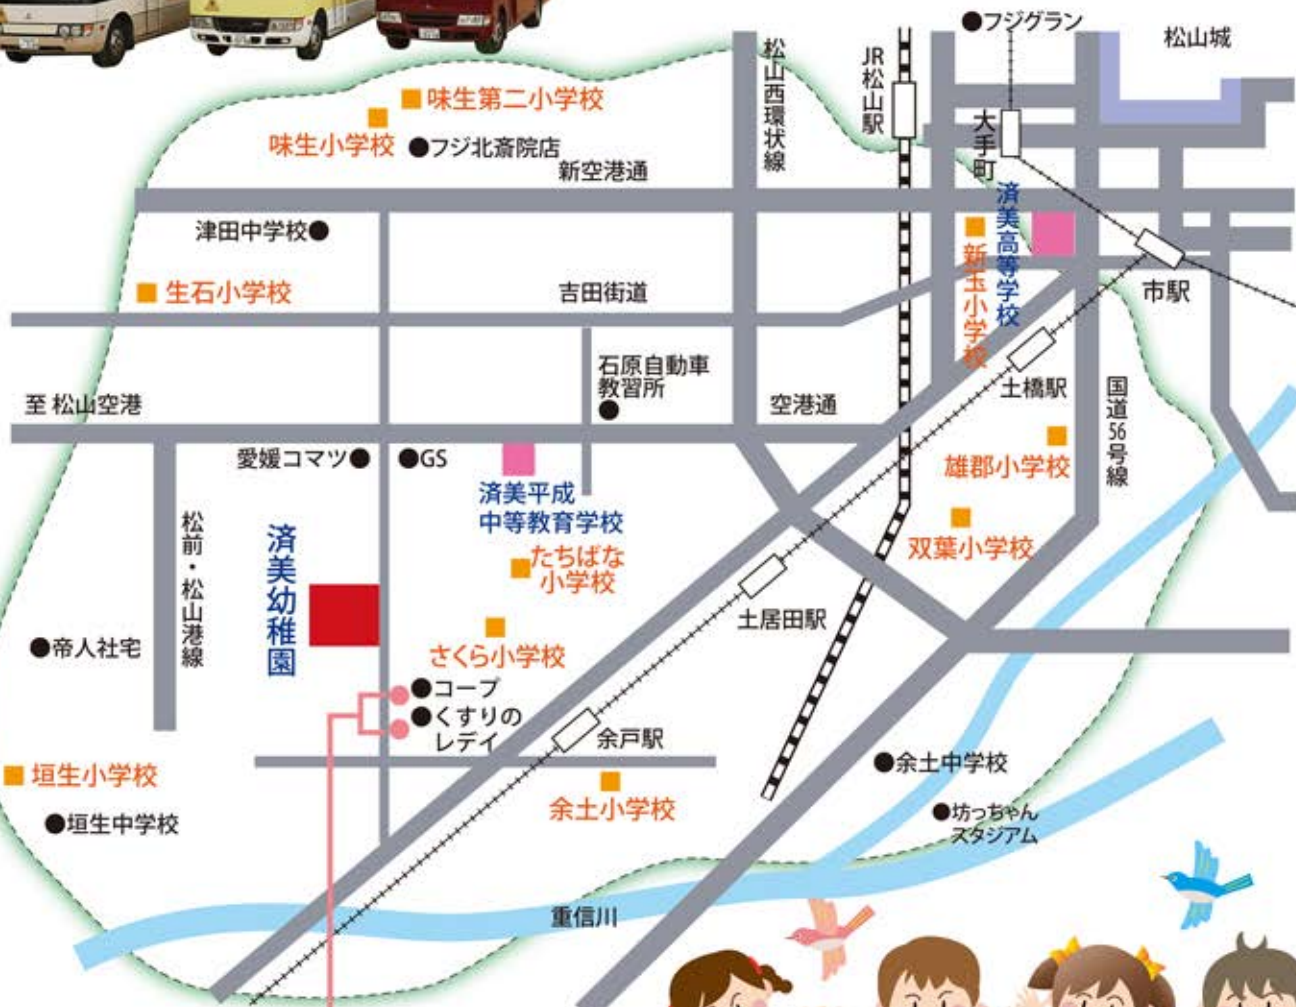 ●フジグラン
松山城
松山西環状線
JR松山駅
大手町
味生第二小学校
味生小学校
●フジ北斎院店
新空港通
済美高等学校
新玉小学校
津田中学校●
生石小学校
吉田街道
市駅
石原自動車
教習所
●
土橋駅
国道56号線
至 松山空港
空港通
愛媛コマツ●
●GS
雄郡小学校
済美平成
中等教育学校
松前・松山港線
済美幼稚園
たちばな
小学校
双葉小学校
土居田駅
●帝人社宅
さくら小学校
●コープ
●くすりの
レデイ
余戸駅
垣生小学校
余土小学校
●余土中学校
●垣生中学校
●坊っちゃん
スタジアム
重信川